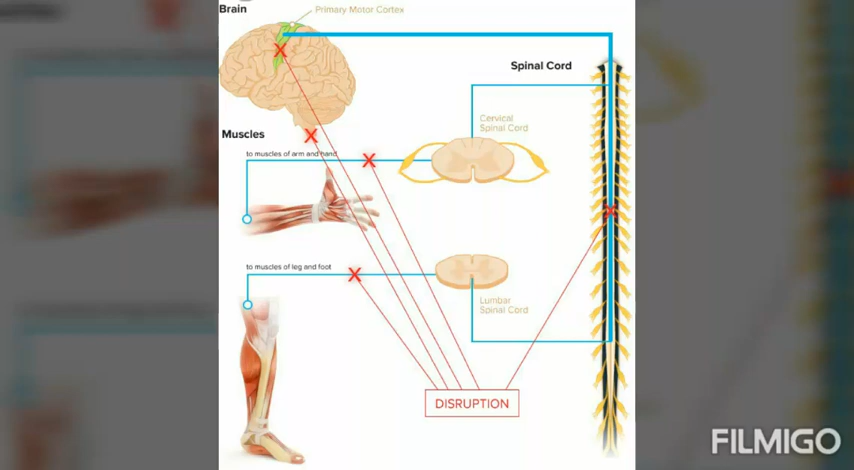 Brain
Primary Motor Cortex
Spinal Cord
Cervical
Spinal Cord
Muscles
to muscles of arm and hand
to muscles of leg and foot
Lumbar
Spinal Cord
DISRUPTION
FILMIGO